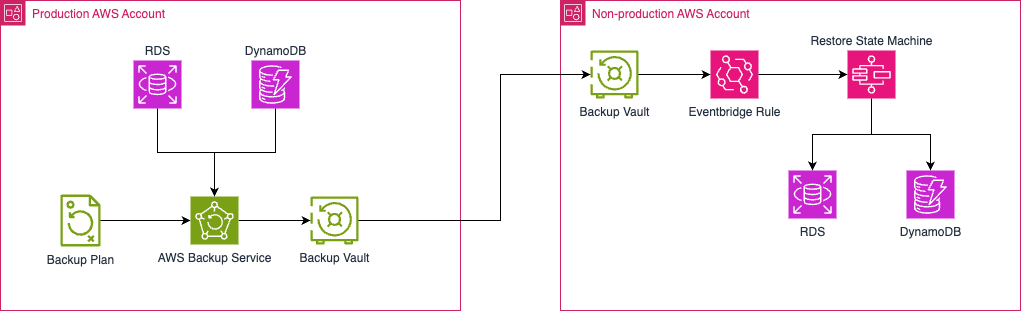 Production AWS Account
RDS
DynamoDB
Backup Plan
AWS Backup Service
Backup Vault
Non-production AWS Account
Backup Vault
Eventbridge Rule
Restore State Machine
RDS
DynamoDB